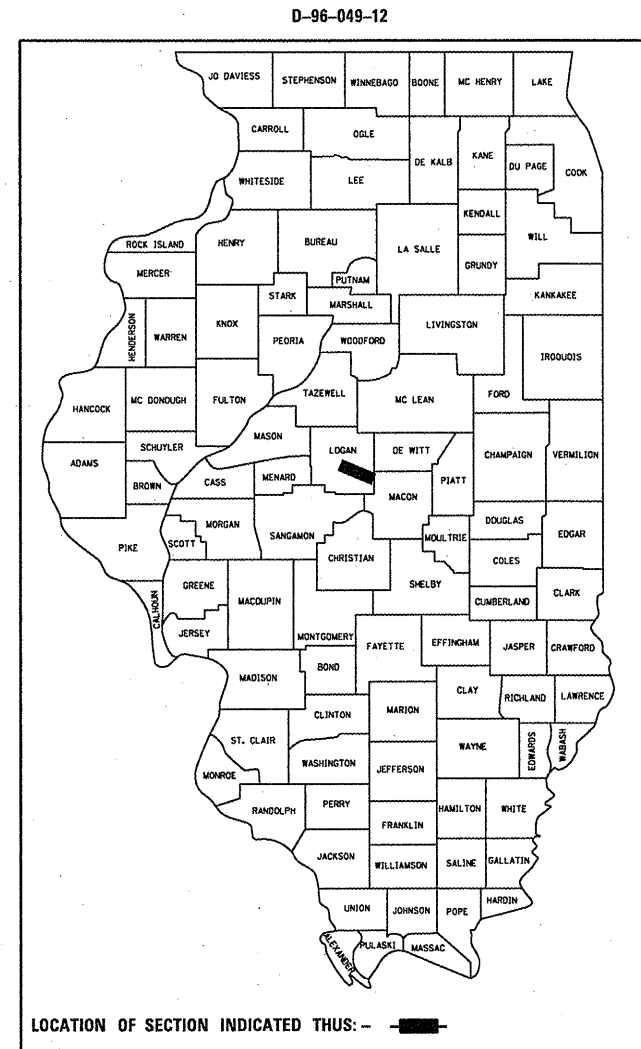 D-96-049-12
JO DAVIESS STEPHENSON WINNEBAGO BOONE MC HENRY LAKE
CARROLL OGLE
DE KALB KANE DU PAGE COOK
WHITESIDE LEE
KENDALL
ROCK ISLAND HENRY BUREAU LA SALLE WILL
MERCER PUTNAM GRUNDY
STARK MARSHALL KANKAKEE
HENDERSON WARREN KNOX PEORIA WOODFORD LIVINGSTON IROQUOIS
HANCOCK MC DONOUGH FULTON TAZEWELL MC LEAN FORD
MASON
SCHUYLER LOGAN DE WITT CHAMPAIGN VERMILION
ADAMS BROWN CASS MENARD PIATT
MACON
MORGAN SANGAMON DOUGLAS
PIKE SCOTT CHRISTIAN MOULTRIE EDGAR
COLES
GREENE MACOUPIN SHELBY CLARK
CALHOUN CUMBERLAND
JERSEY MONTGOMERY FAYETTE EFFINGHAM JASPER CRAWFORD
BOND
MADISON CLAY RICHLAND LAWRENCE
CLINTON MARION
ST. CLAIR WAYNE EDWARDS WABASH
WASHINGTON JEFFERSON
MONROE
RANDOLPH PERRY HAMILTON WHITE
FRANKLIN
JACKSON WILLIAMSON SALINE GALLATIN
UNION JOHNSON POPE HARDIN
ALEXANDER PULASKI MASSAC
LOCATION OF SECTION INDICATED THUS: -